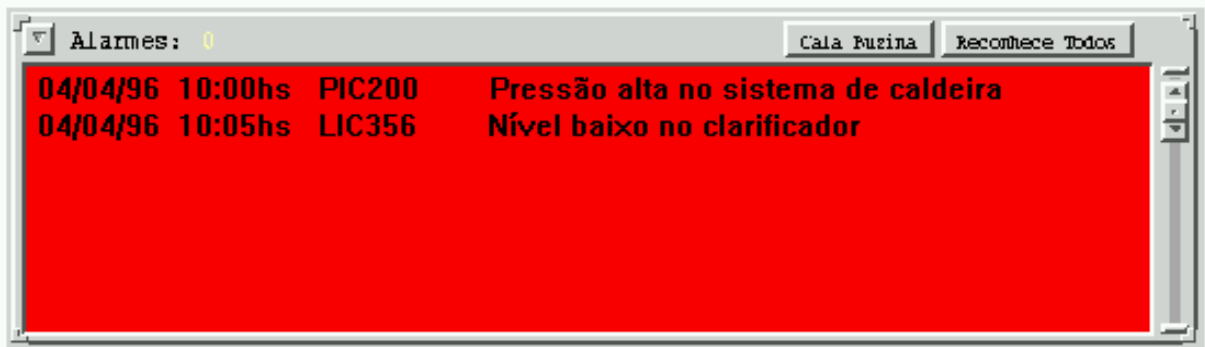 Alarmes: 0 Cala Buzina Reconhece Todos
04/04/96 10:00hs PIC200 Pressão alta no sistema de caldeira
04/04/96 10:05hs LIC356 Nível baixo no clarificador